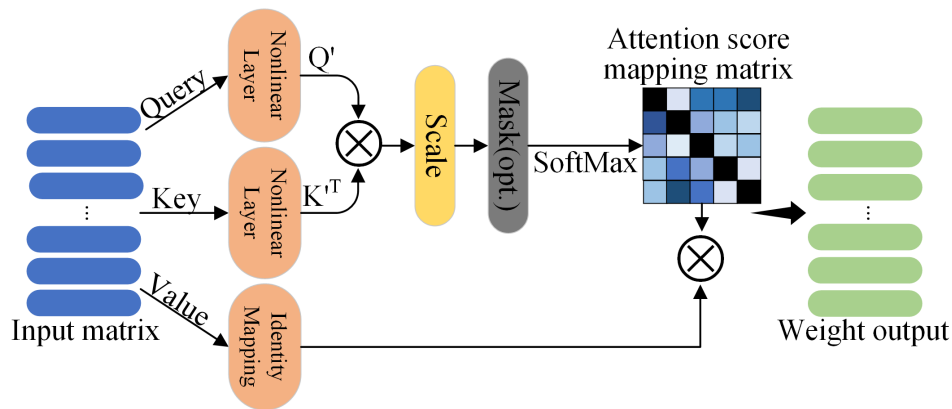 Query
Nonlinear
Layer
Q'
Scale
Mask(opt.)
Attention score
mapping matrix
SoftMax
...
Key
Nonlinear
Layer
K'ᵀ
...
Value
Identity
Mapping
Input matrix
Weight output